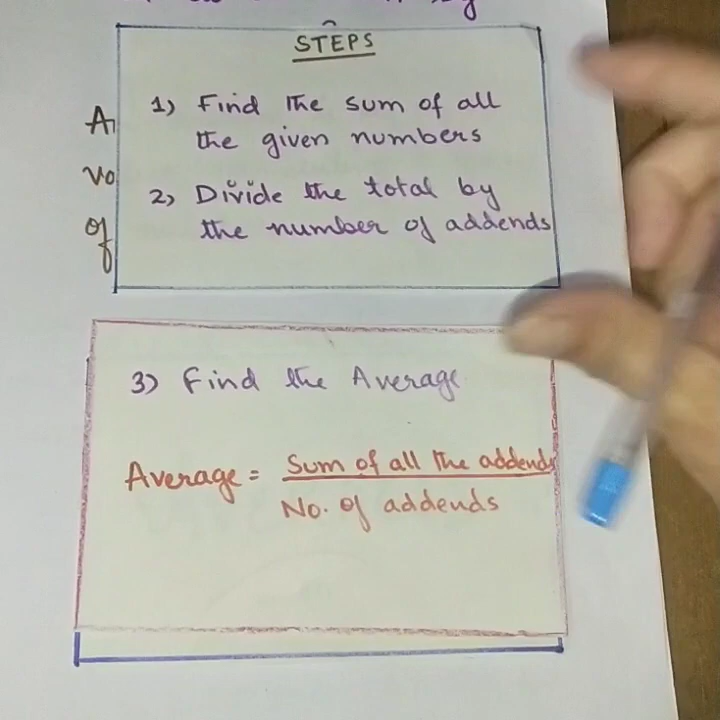 STEPS
1) Find the sum of all
the given numbers
2) Divide the total by
the number of addends
3) Find the Average
Average = Sum of all the addends
No. of addends